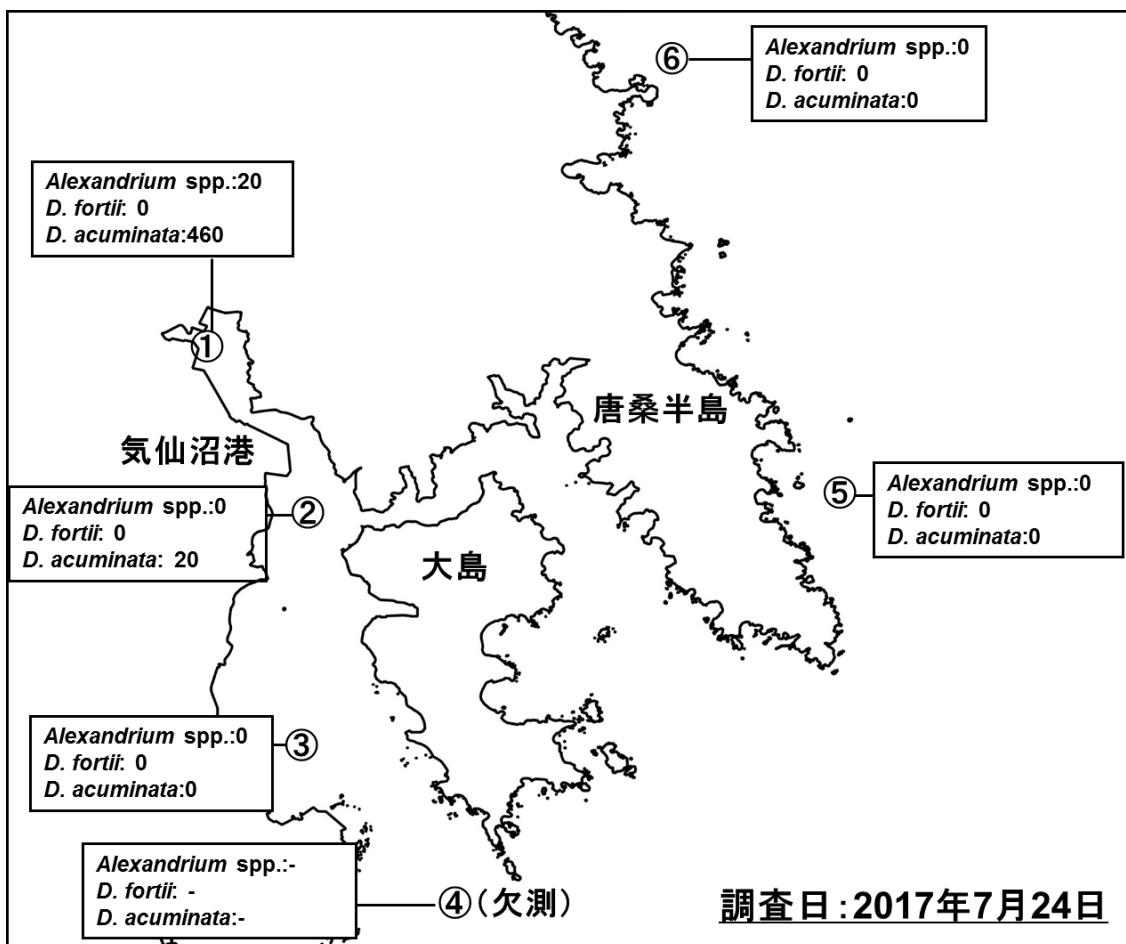 ⑥
Alexandrium spp.:0
D. fortii: 0
D. acuminata:0
Alexandrium spp.:20
D. fortii: 0
D. acuminata:460
①
唐桑半島
気仙沼港
Alexandrium spp.:0
D. fortii: 0
D. acuminata: 20
②
⑤
Alexandrium spp.:0
D. fortii: 0
D. acuminata:0
大島
Alexandrium spp.:0
D. fortii: 0
D. acuminata:0
③
Alexandrium spp.:-
D. fortii: -
D. acuminata:-
④(欠測)
調査日:2017年7月24日